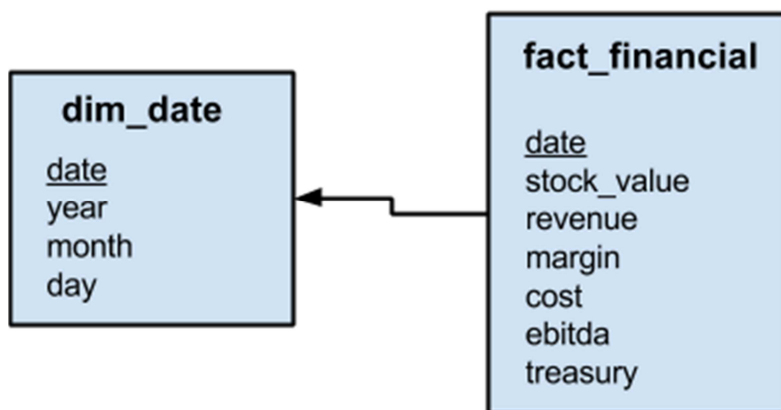 dim_date
date
year
month
day
fact_financial
date
stock_value
revenue
margin
cost
ebitda
treasury